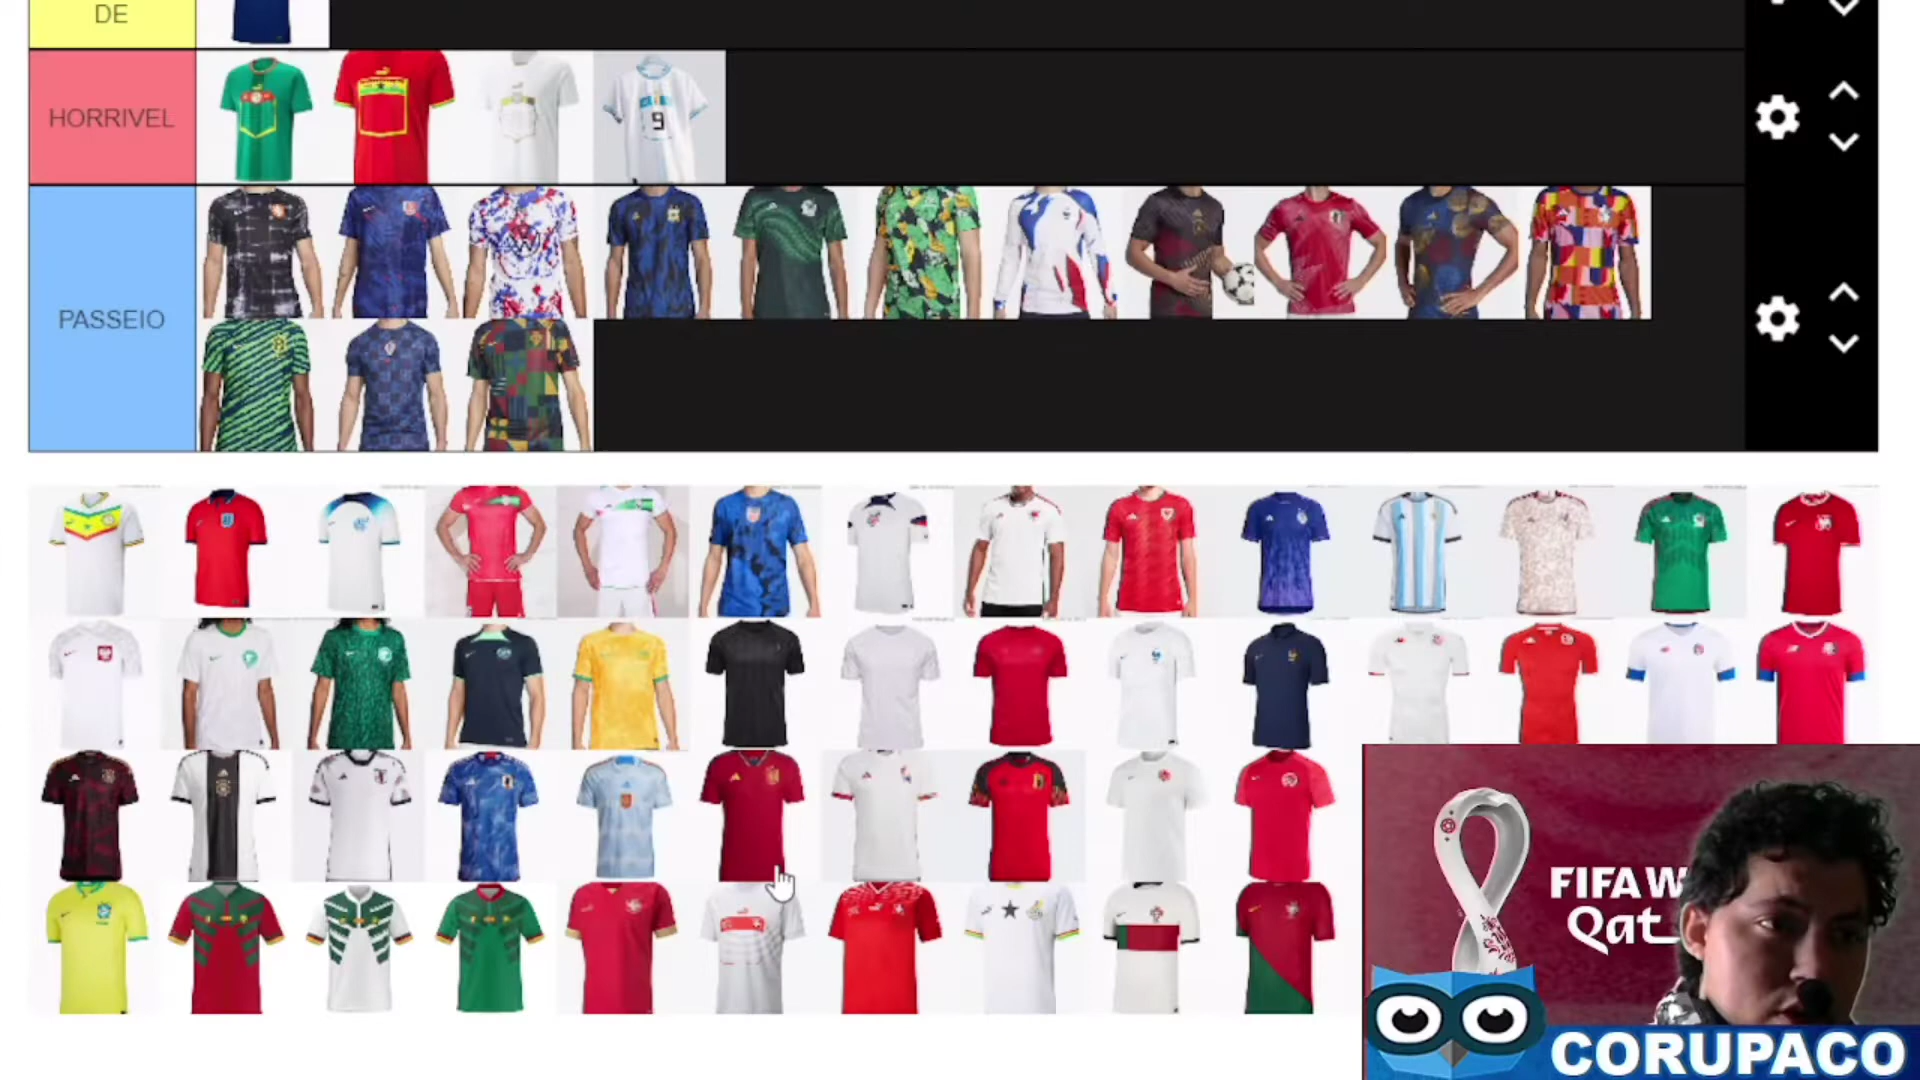 DE
HORRIVEL
9
PASSEIO
FIFA W
Qat
CORUPACO